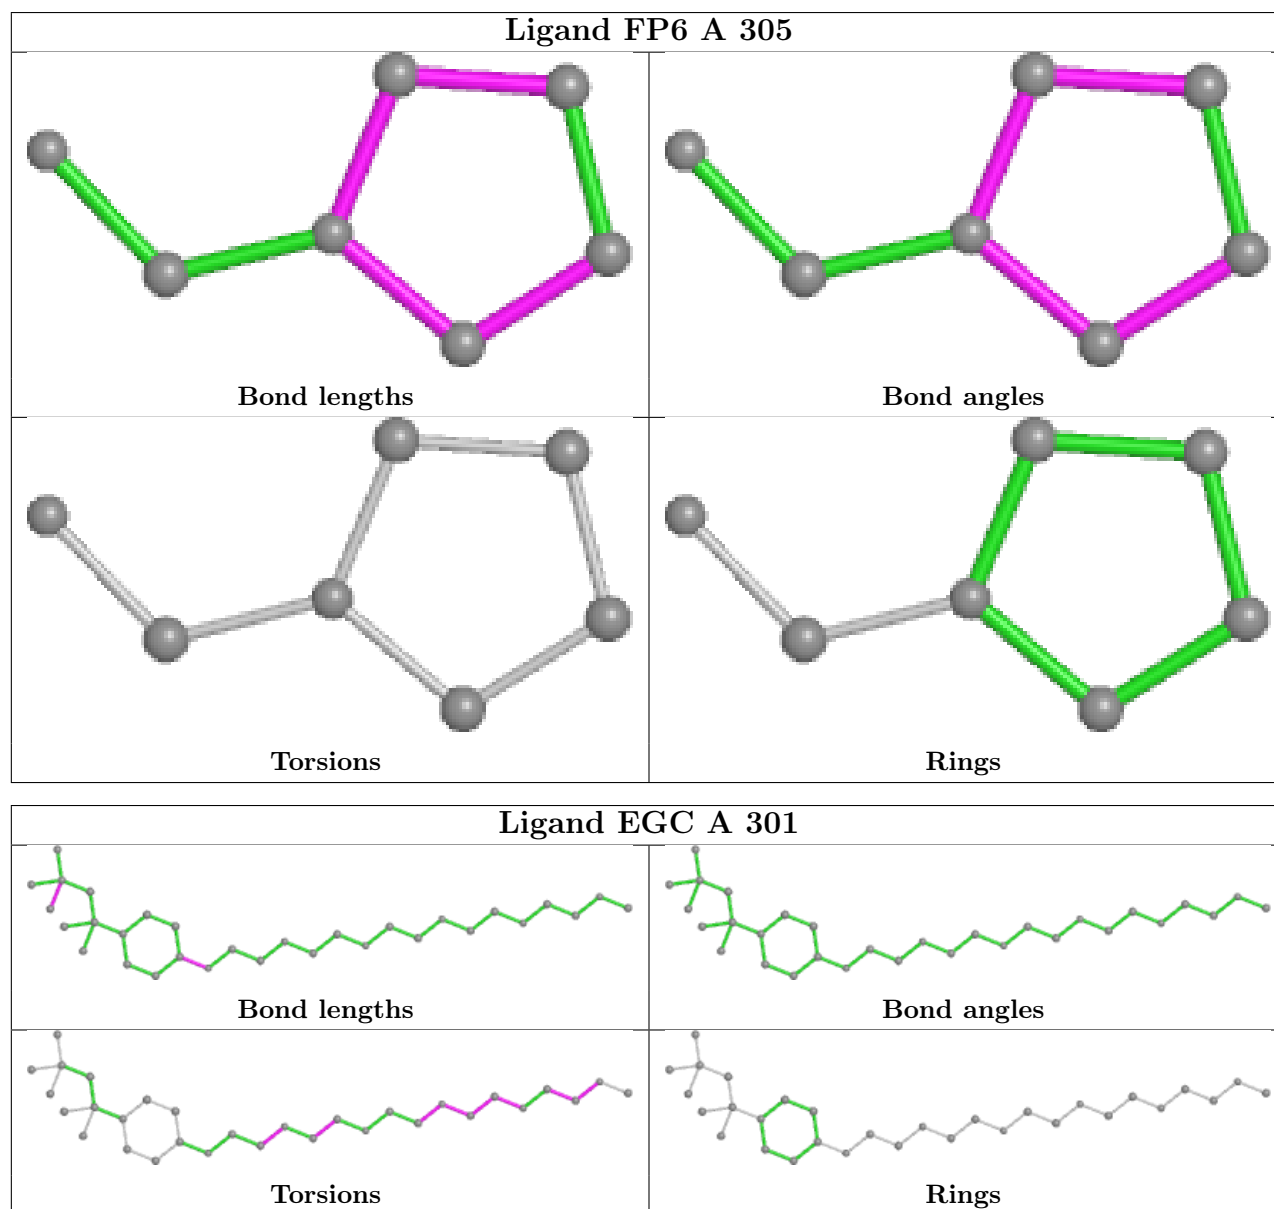 Ligand FP6 A 305
Bond lengths
Bond angles
Torsions
Rings
Ligand EGC A 301
Bond lengths
Bond angles
Torsions
Rings